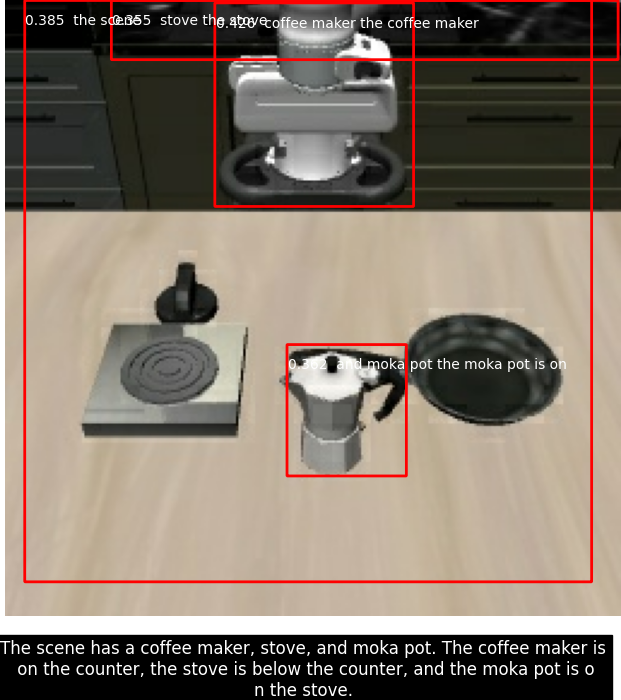 0.385 the scene
0.355 stove the stove
0.426 coffee maker the coffee maker
0.382 and moka pot the moka pot is on
The scene has a coffee maker, stove, and moka pot. The coffee maker is
on the counter, the stove is below the counter, and the moka pot is o
n the stove.